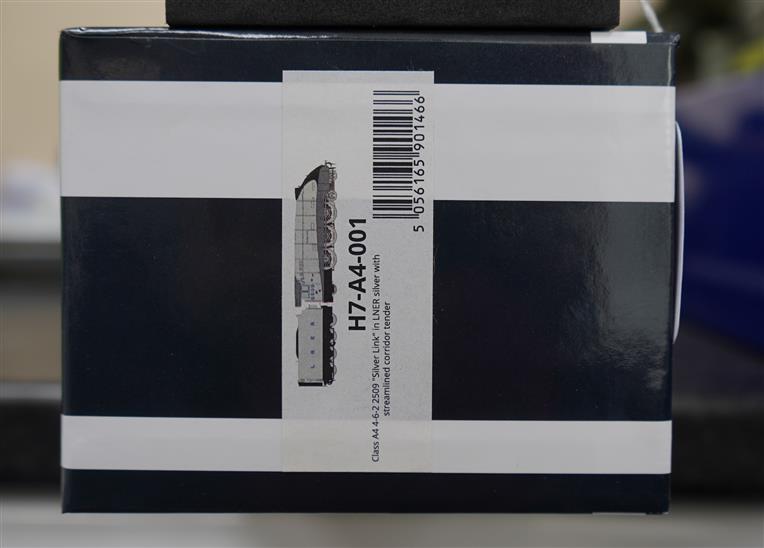 L N E R
H7-A4-001
Class A4 4-6-2 2509 "Silver Link" in LNER silver with
streamlined corridor tender
5 056165 901466